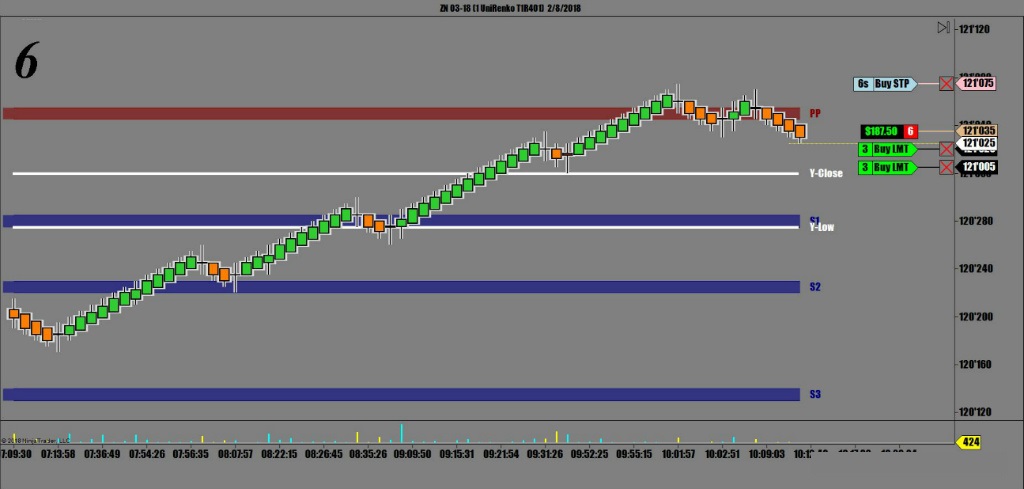 ZN 03-18 (1 UniRenko T1R401) 2/8/2018
6
121'120
6s Buy STP 121'075
PP
$187.50 6 121'035
121'025
3 Buy LMT
3 Buy LMT 121'005
Y-Close
120'280
S1
Y-Low
120'240
S2
120'200
120'160
S3
120'120
© 2018 NinjaTrader, LLC
424
7:09:30 07:13:58 07:36:49 07:54:26 07:56:35 08:07:57 08:22:15 08:26:45 08:35:26 09:09:50 09:15:31 09:21:54 09:31:26 09:52:25 09:55:15 10:01:57 10:02:51 10:09:03